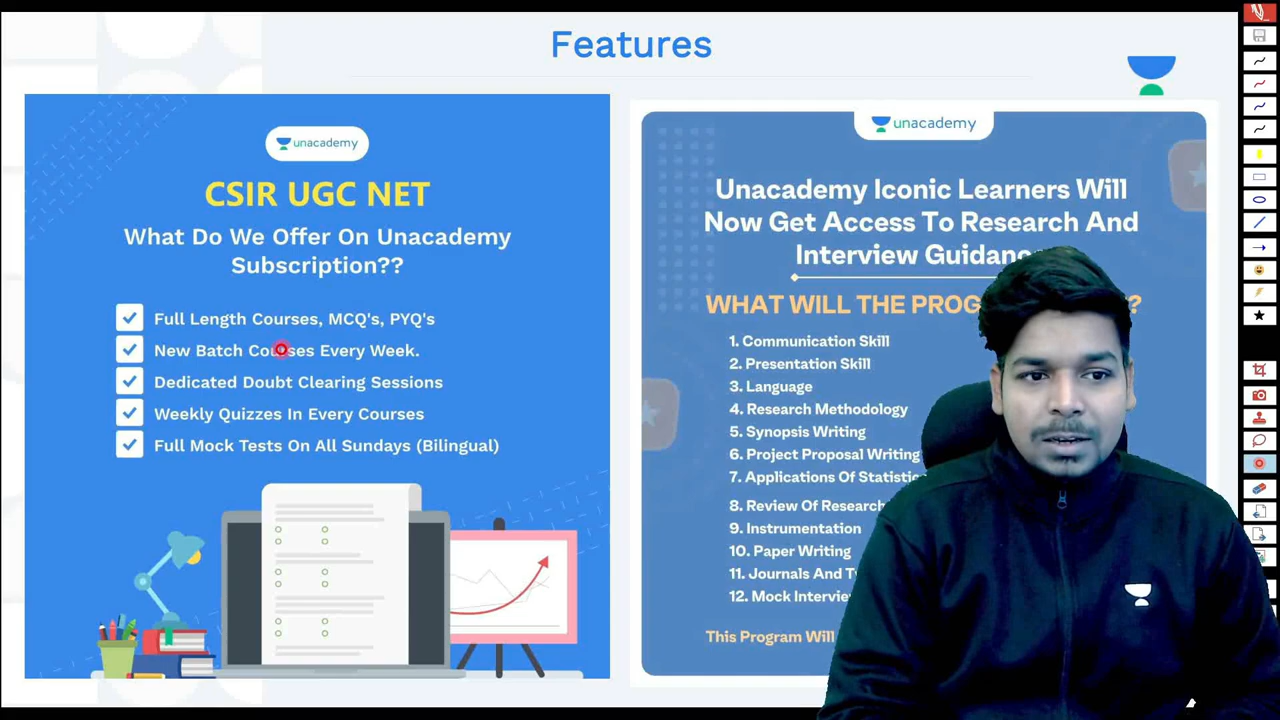 Features
unacademy
CSIR UGC NET
What Do We Offer On Unacademy
Subscription??
Full Length Courses, MCQ's, PYQ's
New Batch Courses Every Week.
Dedicated Doubt Clearing Sessions
Weekly Quizzes In Every Courses
Full Mock Tests On All Sundays (Bilingual)
unacademy
Unacademy Iconic Learners Will
Now Get Access To Research And
Interview Guidance
WHAT WILL THE
1. Communication Skill
2. Presentation Skill
3. Language
4. Research Methodology
5. Synopsis Writing
6. Project Proposal Writing
7. Applications Of
8. Review Of Research
9. Instrumentation
10. Paper Writing
11. Journals And
12. Mock
This Program Will